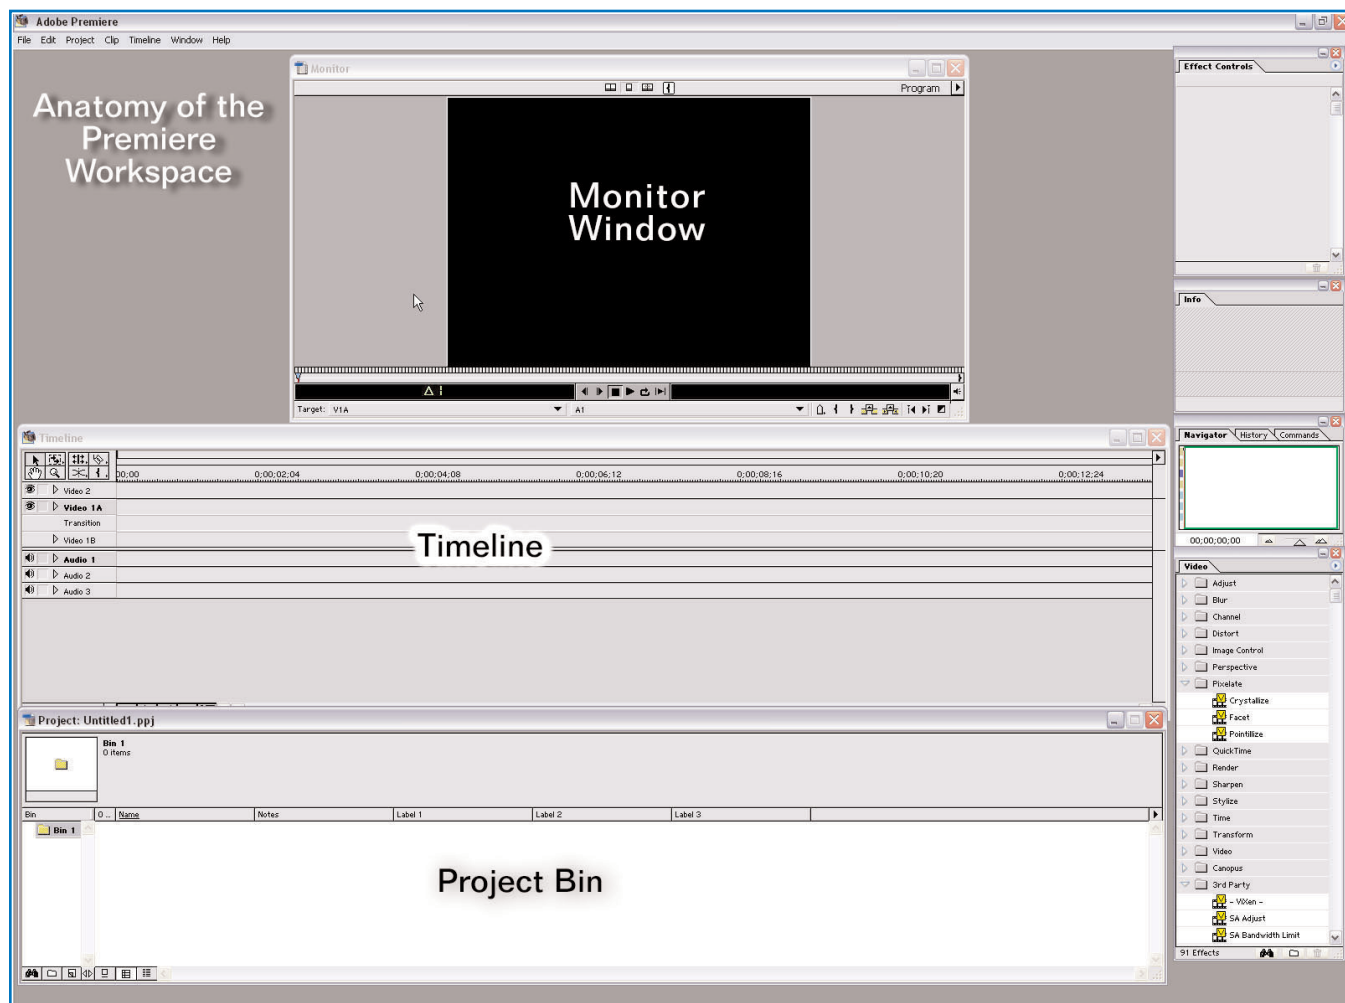 Adobe Premiere
File Edit Project Clip Timeline Window Help
Anatomy of the
Premiere
Workspace
Monitor
Program
Monitor
Window
Target: V1A
A1
Effect Controls
Info
Navigator History Commands
00;00;00;00
Timeline
00;00 0;00;02;04 0;00;04;08 0;00;06;12 0;00;08;16 0;00;10;20 0;00;12;24
Video 2
Video 1A
Transition
Video 1B
Audio 1
Audio 2
Audio 3
Timeline
Project: Untitled1.ppj
Bin 1
0 items
Bin O... Name Notes Label 1 Label 2 Label 3
Bin 1
Project Bin
Video
Adjust
Blur
Channel
Distort
Image Control
Perspective
Pixelate
Crystallize
Facet
Pointillize
QuickTime
Render
Sharpen
Stylize
Time
Transform
Video
Canopus
3rd Party
- ViXen -
SA Adjust
SA Bandwidth Limit
91 Effects